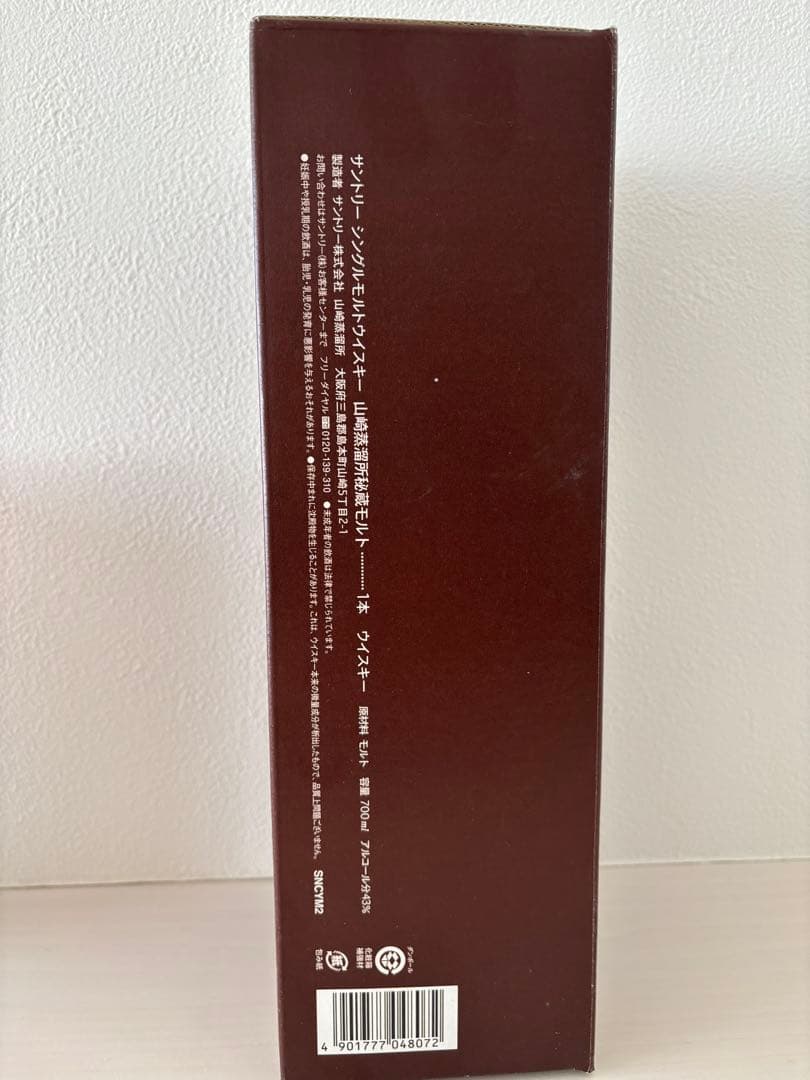 サントリー シングルモルトウイスキー 山崎蒸溜所秘蔵モルト………1本 ウイスキー 原材料 モルト 容量 700㎖ アルコール分43%
製造者 サントリー株式会社 山崎蒸溜所 大阪府三島郡島本町山崎5丁目2-1
お問い合わせはサントリー(株)お客様センターまで フリーダイヤル 0120-139-310 ●未成年者の飲酒は法律で禁じられています。
●妊娠中や授乳期の飲酒は、胎児・乳児の発育に悪影響を与えるおそれがあります。●保存中まれに沈殿物を生じることがあります。これは、ウイスキー本来の微量成分が析出したもので、品質上問題ございません。 SNCYM2
ダンボール
化粧箱
補強材
紙
包み紙
4 901777 048072